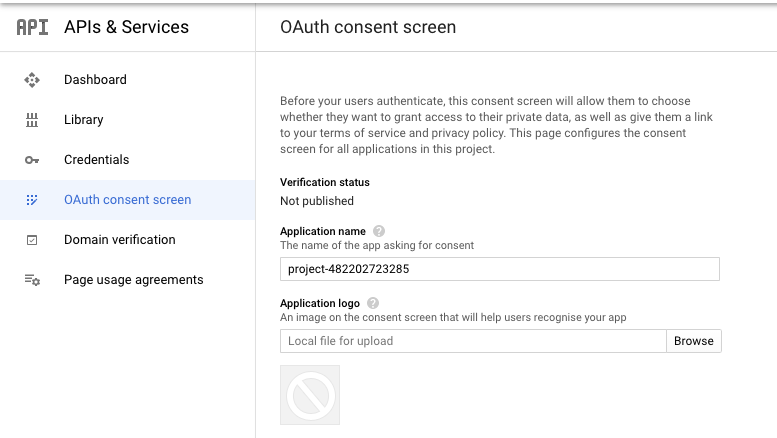 API APIs & Services
OAuth consent screen
Dashboard
Library
Credentials
OAuth consent screen
Domain verification
Page usage agreements
Before your users authenticate, this consent screen will allow them to choose
whether they want to grant access to their private data, as well as give them a link
to your terms of service and privacy policy. This page configures the consent
screen for all applications in this project.
Verification status
Not published
Application name ?
The name of the app asking for consent
project-482202723285
Application logo ?
An image on the consent screen that will help users recognise your app
Local file for upload Browse